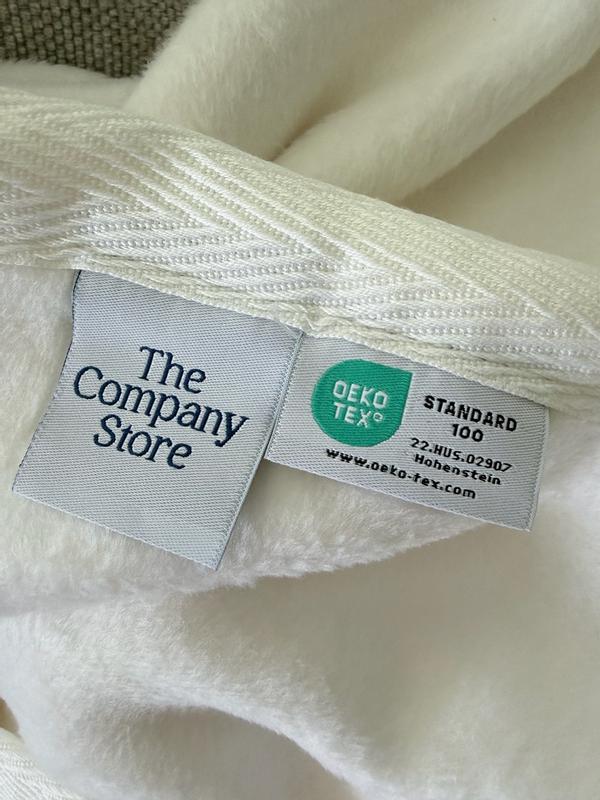 The
Company
Store
OEKO
TEX®
STANDARD
100
22.HUS.02907
Hohenstein
www.oeko-tex.com